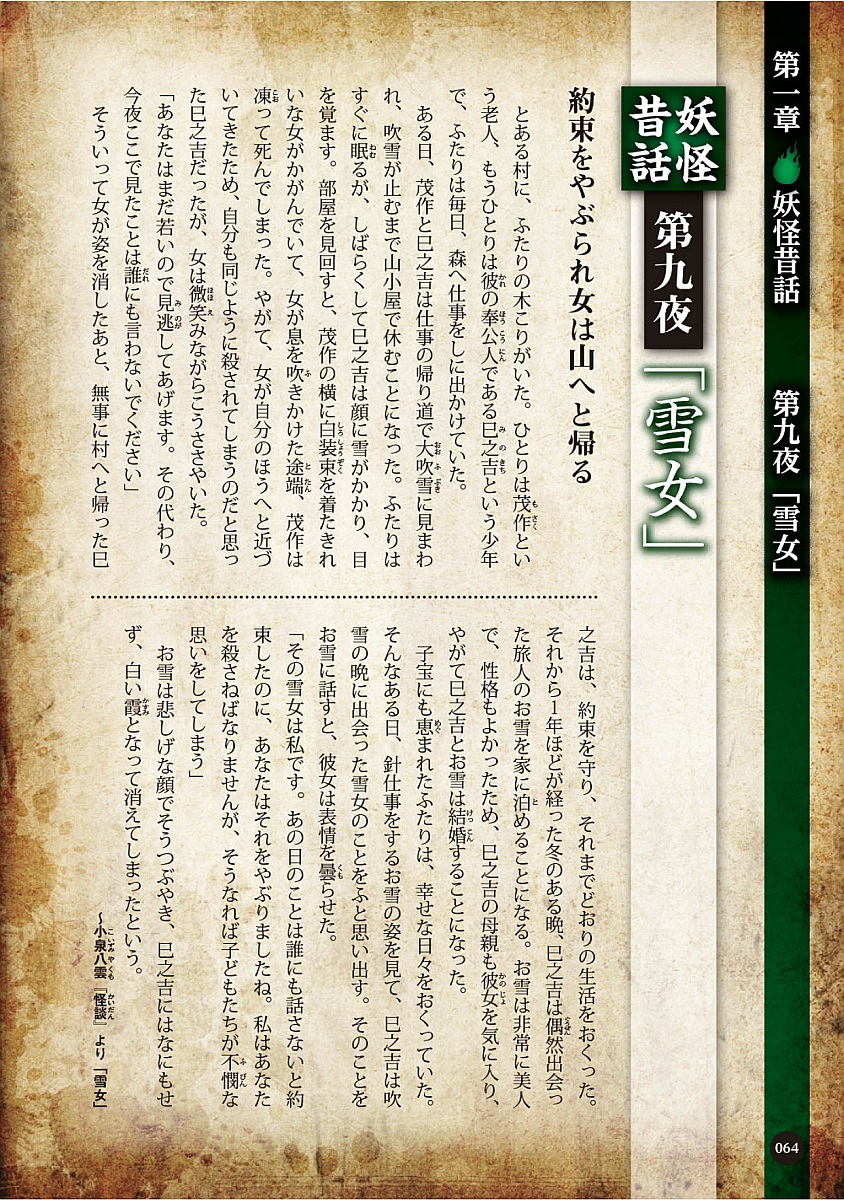 第一章 妖怪昔話 第九夜「雪女」
妖怪昔話 第九夜「雪女」
約束をやぶられ女は山へと帰る
とある村に、ふたりの木こりがいた。ひとりは茂作とい
う老人、もうひとりは彼の奉公人である巳之吉という少年
で、ふたりは毎日、森へ仕事をしに出かけていた。
ある日、茂作と巳之吉は仕事の帰り道で大吹雪に見まわ
れ、吹雪が止むまで山小屋で休むことになった。ふたりは
すぐに眠るが、しばらくして巳之吉は顔に雪がかかり、目
を覚ます。部屋を見回すと、茂作の横に白装束を着たきれ
いな女がかがんでいて、女が息を吹きかけた途端、茂作は
凍って死んでしまった。やがて、女が自分のほうへと近づ
いてきたため、自分も同じように殺されてしまうのだと思っ
た巳之吉だったが、女は微笑みながらこうささやいた。
「あなたはまだ若いので見逃してあげます。その代わり、
今夜ここで見たことは誰にも言わないでください」
そういって女が姿を消したあと、無事に村へと帰った巳
之吉は、約束を守り、それまでどおりの生活をおくった。
それから1年ほどが経った冬のある晩、巳之吉は偶然出会っ
た旅人のお雪を家に泊めることになる。お雪は非常に美人
で、性格もよかったため、巳之吉の母親も彼女を気に入り、
やがて巳之吉とお雪は結婚することになった。
子宝にも恵まれたふたりは、幸せな日々をおくっていた。
そんなある日、針仕事をするお雪の姿を見て、巳之吉は吹
雪の晩に出会った雪女のことをふと思い出す。そのことを
お雪に話すと、彼女は表情を曇らせた。
「その雪女は私です。あの日のことは誰にも話さないと約
束したのに、あなたはそれをやぶりましたね。私はあなた
を殺さねばなりませんが、そうなれば子どもたちが不憫な
思いをしてしまう」
お雪は悲しげな顔でそうつぶやき、巳之吉にはなにもせ
ず、白い霞となって消えてしまったという。
～小泉八雲『怪談』より「雪女」
064